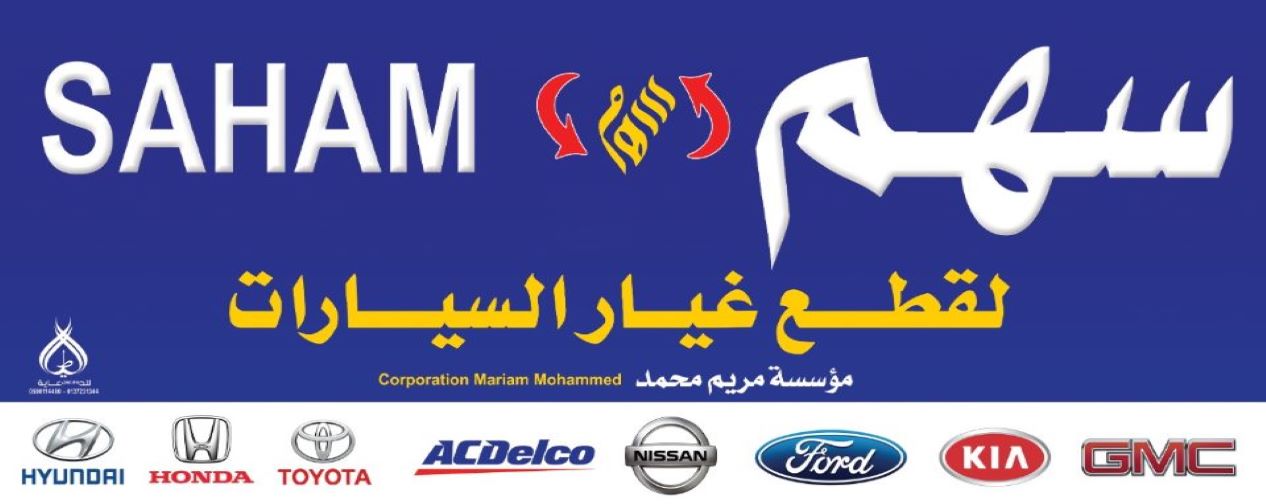 SAHAM سهم
لقطع غيار السيارات
Corporation Mariam Mohammed مؤسسة مريم محمد
HYUNDAI HONDA TOYOTA ACDelco NISSAN Ford KIA GMC